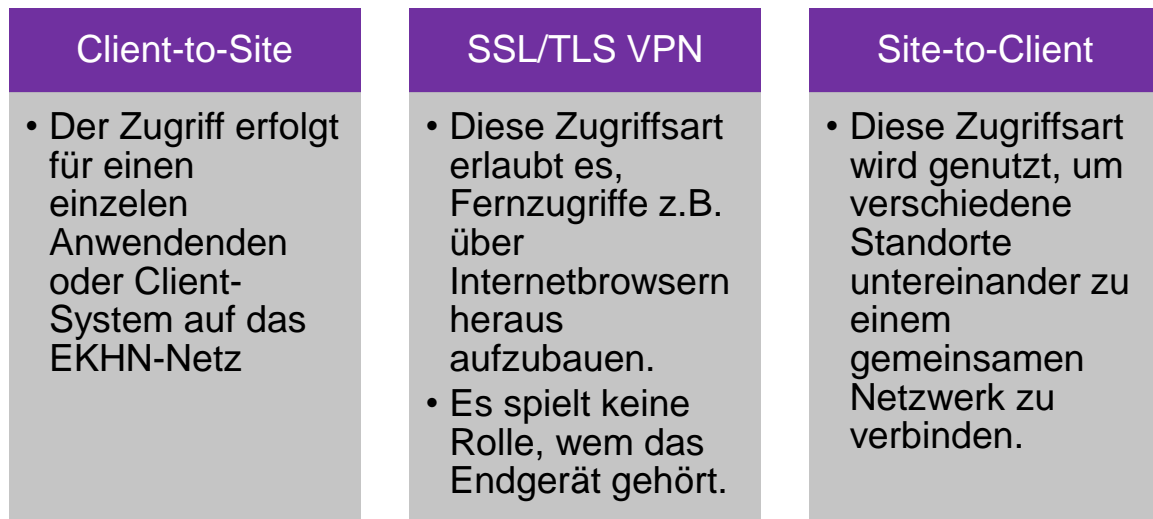 Client-to-Site
• Der Zugriff erfolgt
für einen
einzelen
Anwendenden
oder Client-
System auf das
EKHN-Netz
SSL/TLS VPN
• Diese Zugriffsart
erlaubt es,
Fernzugriffe z.B.
über
Internetbrowsern
heraus
aufzubauen.
• Es spielt keine
Rolle, wem das
Endgerät gehört.
Site-to-Client
• Diese Zugriffsart
wird genutzt, um
verschiedene
Standorte
untereinander zu
einem
gemeinsamen
Netzwerk zu
verbinden.